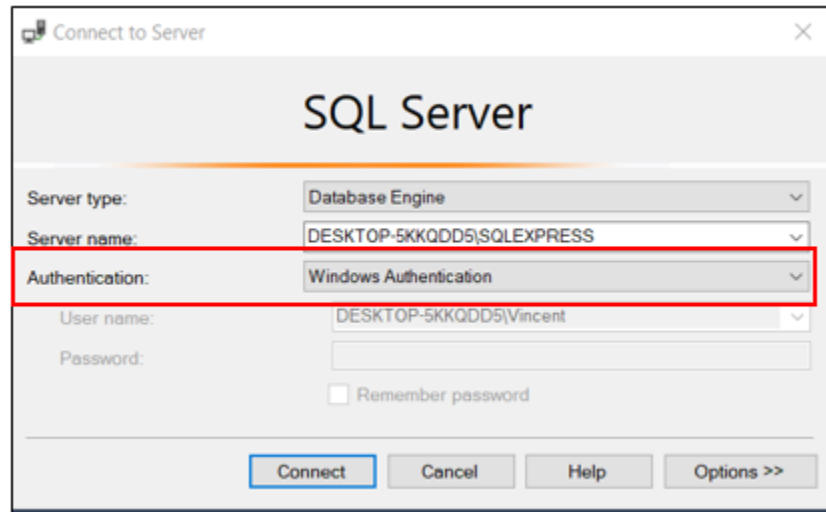 Connect to Server
SQL Server
Server type: Database Engine
Server name: DESKTOP-5KKQDD5\SQLEXPRESS
Authentication: Windows Authentication
User name: DESKTOP-5KKQDD5\Vincent
Password:
Remember password
Connect Cancel Help Options >>